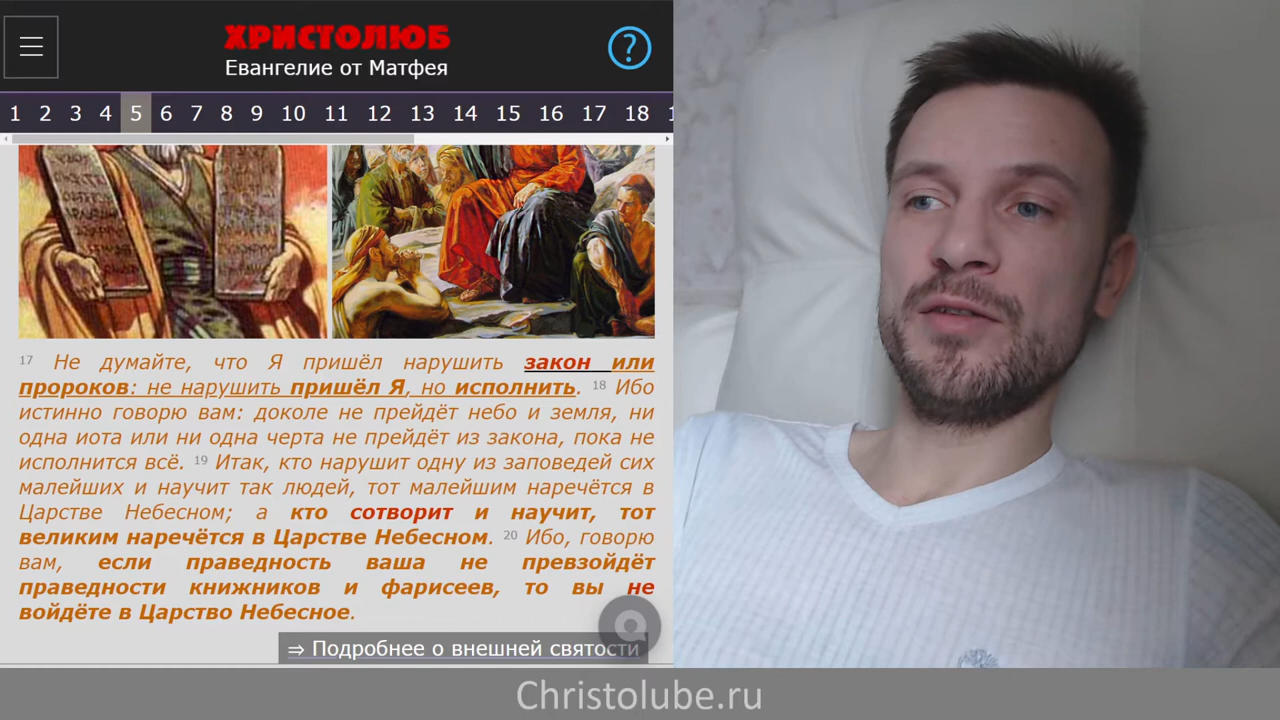 ХРИСТОЛЮБ
Евангелие от Матфея
?
1 2 3 4 5 6 7 8 9 10 11 12 13 14 15 16 17 18
17 Не думайте, что Я пришёл нарушить закон или
пророков: не нарушить пришёл Я, но исполнить. 18 Ибо
истинно говорю вам: доколе не прейдёт небо и земля, ни
одна иота или ни одна черта не прейдёт из закона, пока не
исполнится всё. 19 Итак, кто нарушит одну из заповедей сих
малейших и научит так людей, тот малейшим наречётся в
Царстве Небесном; а кто сотворит и научит, тот
великим наречётся в Царстве Небесном. 20 Ибо, говорю
вам, если праведность ваша не превзойдёт
праведности книжников и фарисеев, то вы не
войдёте в Царство Небесное.
⇒ Подробнее о внешней святости
Christolube.ru